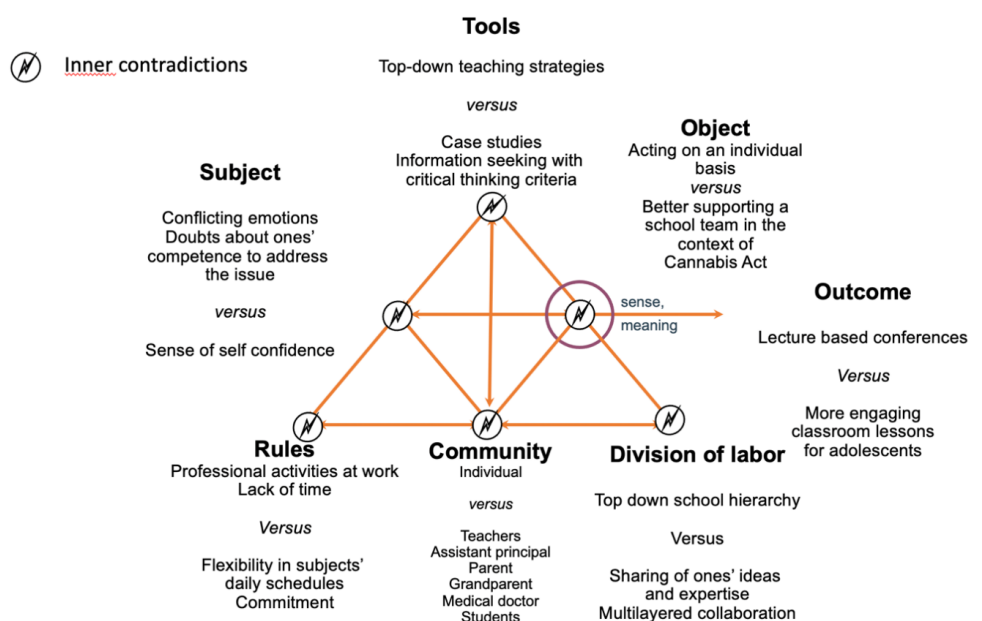 Tools
Inner contradictions
Top-down teaching strategies
versus
Case studies
Information seeking with
critical thinking criteria
Object
Acting on an individual
basis
versus
Better supporting a
school team in the
context of
Cannabis Act
Subject
Conflicting emotions
Doubts about ones’
competence to address
the issue
versus
Sense of self confidence
sense,
meaning
Outcome
Lecture based conferences
Versus
More engaging
classroom lessons
for adolescents
Rules
Professional activities at work
Lack of time
Versus
Flexibility in subjects’
daily schedules
Commitment
Community
Individual
versus
Teachers
Assistant principal
Parent
Grandparent
Medical doctor
Students
Division of labor
Top down school hierarchy
Versus
Sharing of ones’ ideas
and expertise
Multilayered collaboration